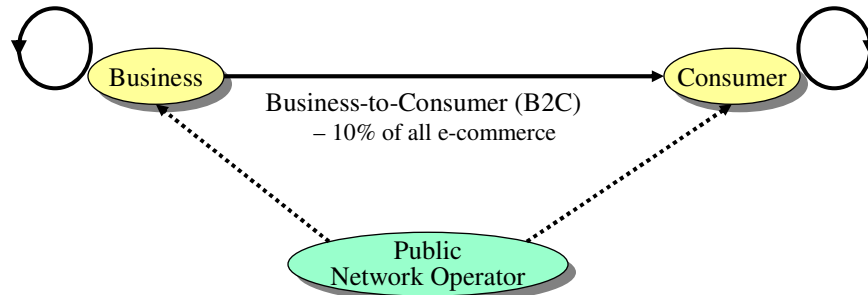 Business
Consumer
Business-to-Consumer (B2C)
– 10% of all e-commerce
Public
Network Operator